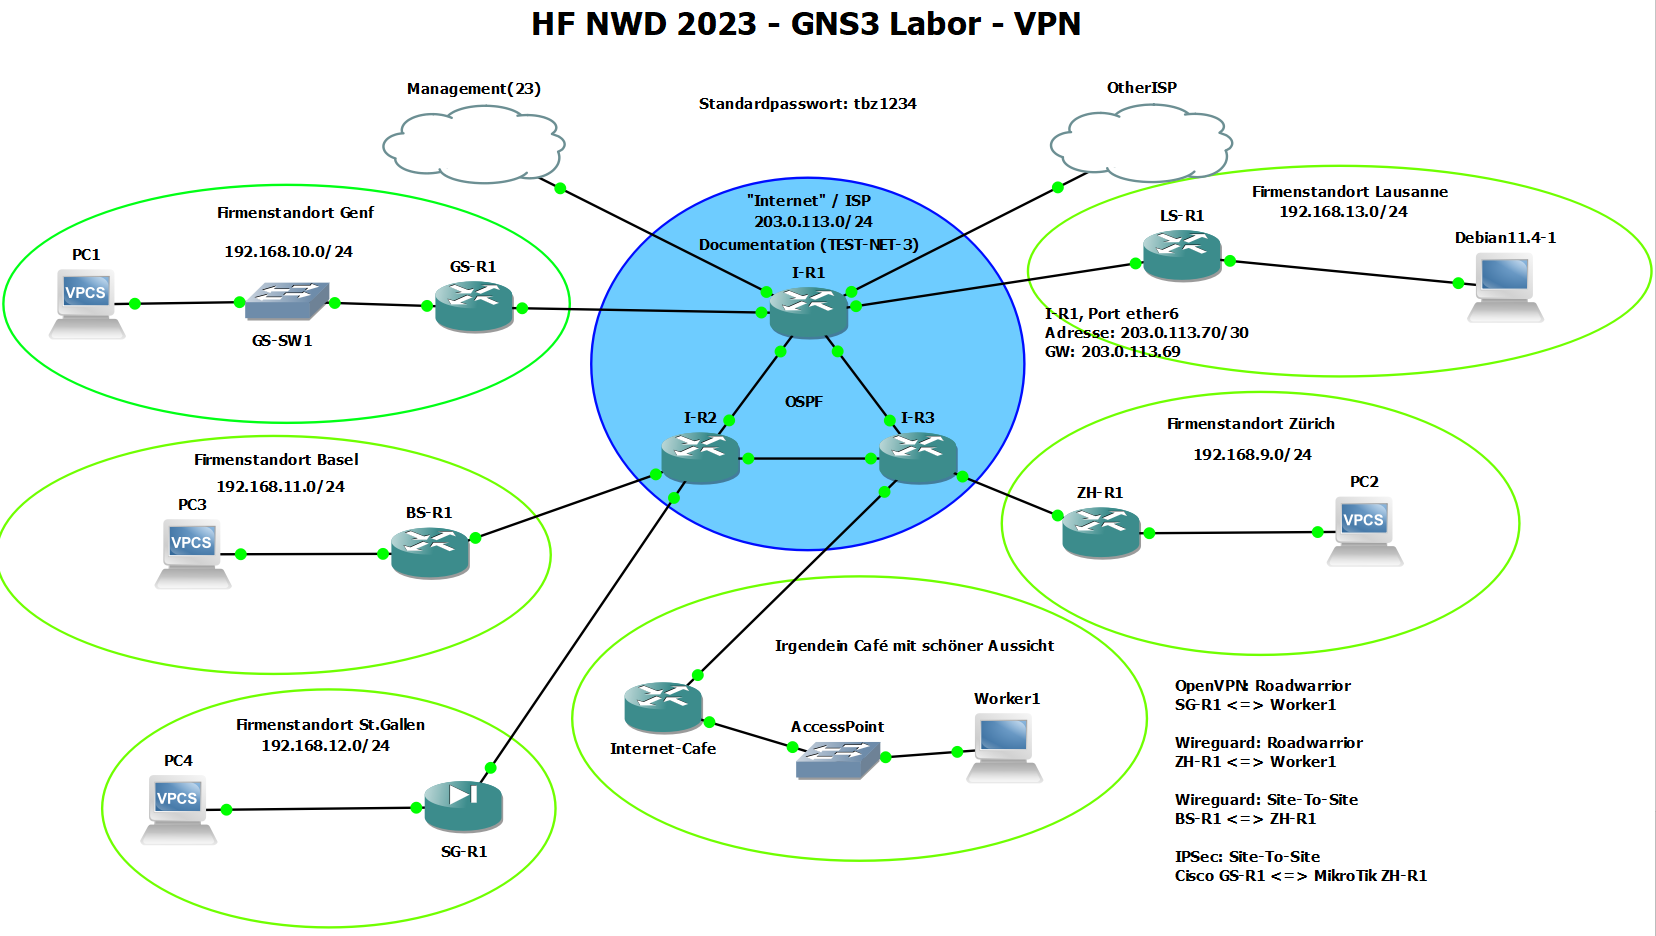 HF NWD 2023 - GNS3 Labor - VPN
Management(23)
Standardpasswort: tbz1234
OtherISP
"Internet" / ISP
203.0.113.0/24
Documentation (TEST-NET-3)
I-R1
OSPF
I-R2
I-R3
Firmenstandort Genf
192.168.10.0/24
PC1
VPCS
GS-SW1
GS-R1
Firmenstandort Lausanne
192.168.13.0/24
LS-R1
Debian11.4-1
I-R1, Port ether6
Adresse: 203.0.113.70/30
GW: 203.0.113.69
Firmenstandort Basel
192.168.11.0/24
PC3
VPCS
BS-R1
Firmenstandort Zürich
192.168.9.0/24
ZH-R1
PC2
VPCS
Firmenstandort St.Gallen
192.168.12.0/24
PC4
VPCS
SG-R1
Irgendein Café mit schöner Aussicht
Internet-Cafe
AccessPoint
Worker1
OpenVPN: Roadwarrior
SG-R1 <=> Worker1
Wireguard: Roadwarrior
ZH-R1 <=> Worker1
Wireguard: Site-To-Site
BS-R1 <=> ZH-R1
IPSec: Site-To-Site
Cisco GS-R1 <=> MikroTik ZH-R1